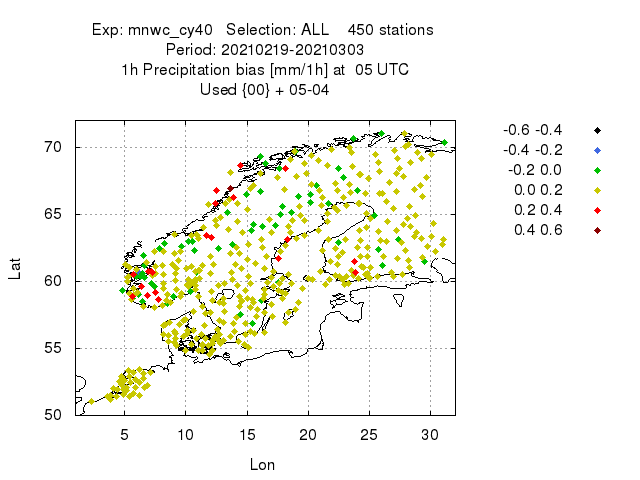 Exp: mnwc_cy40   Selection: ALL    450 stations
Period: 20210219-20210303
1h Precipitation bias [mm/1h] at  05 UTC
Used {00} + 05-04
-0.6 -0.4
-0.4 -0.2
-0.2 0.0
0.0 0.2
0.2 0.4
0.4 0.6
70
65
60
55
50
Lat
5 10 15 20 25 30
Lon